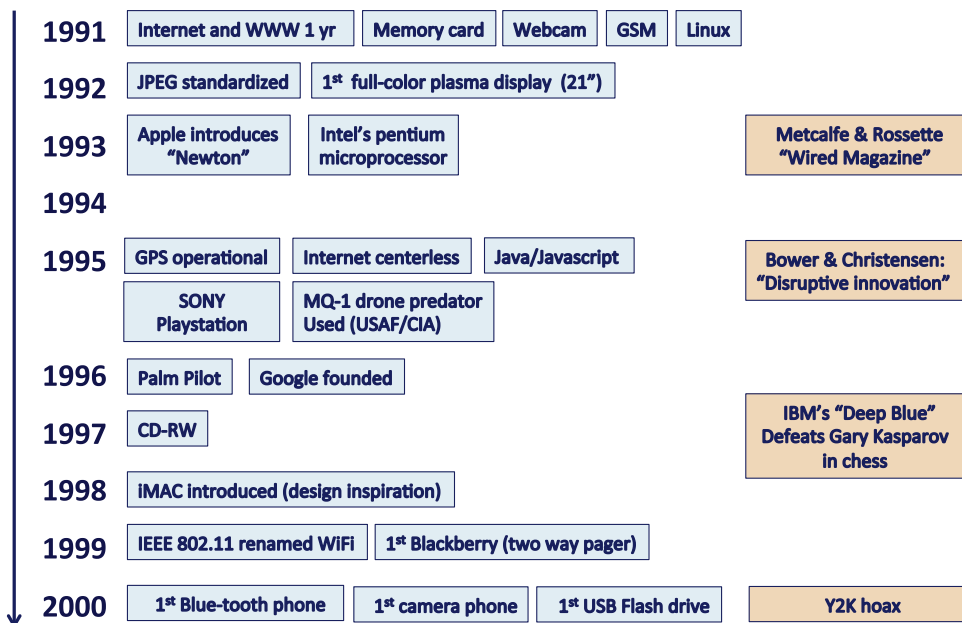 1991 Internet and WWW 1 yr Memory card Webcam GSM Linux
1992 JPEG standardized 1st full-color plasma display (21”)
1993 Apple introduces “Newton” Intel’s pentium microprocessor Metcalfe & Rossette “Wired Magazine”
1994
1995 GPS operational Internet centerless Java/Javascript Bower & Christensen: “Disruptive innovation”
SONY Playstation MQ-1 drone predator Used (USAF/CIA)
1996 Palm Pilot Google founded
1997 CD-RW IBM’s “Deep Blue” Defeats Gary Kasparov in chess
1998 iMAC introduced (design inspiration)
1999 IEEE 802.11 renamed WiFi 1st Blackberry (two way pager)
2000 1st Blue-tooth phone 1st camera phone 1st USB Flash drive Y2K hoax